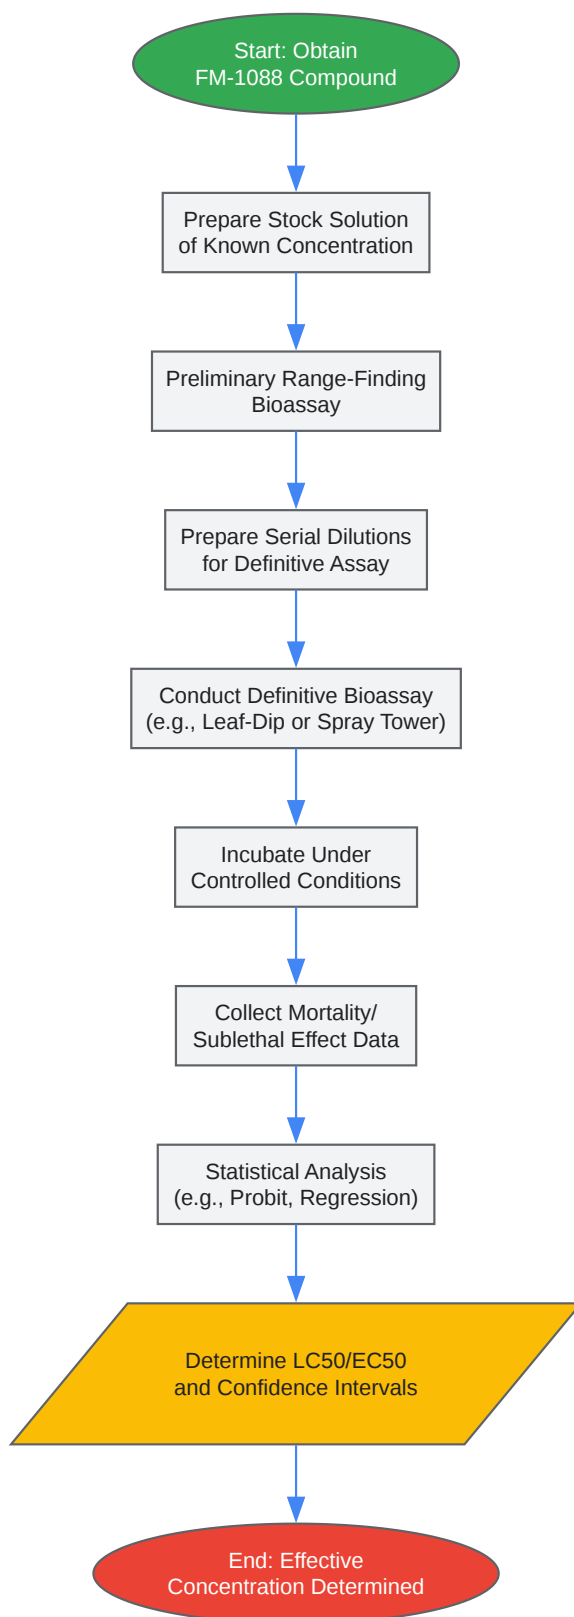 Start: Obtain
FM-1088 Compound
Prepare Stock Solution
of Known Concentration
Preliminary Range-Finding
Bioassay
Prepare Serial Dilutions
for Definitive Assay
Conduct Definitive Bioassay
(e.g., Leaf-Dip or Spray Tower)
Incubate Under
Controlled Conditions
Collect Mortality/
Sublethal Effect Data
Statistical Analysis
(e.g., Probit, Regression)
Determine LC50/EC50
and Confidence Intervals
End: Effective
Concentration Determined